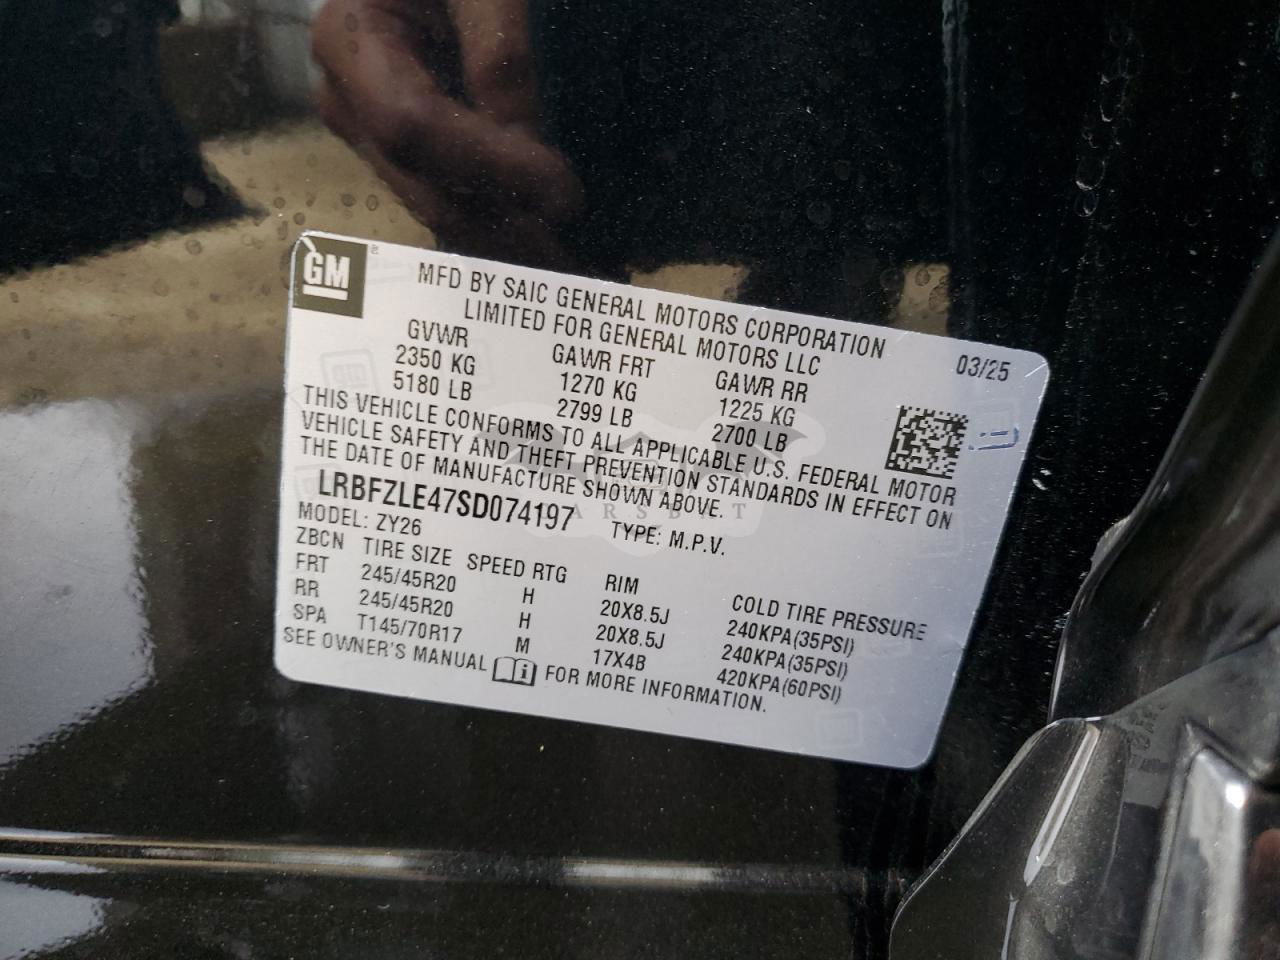 GM
MFD BY SAIC GENERAL MOTORS CORPORATION
LIMITED FOR GENERAL MOTORS LLC
03/25
GVWR GAWR FRT GAWR RR
2350 KG 1270 KG 1225 KG
5180 LB 2799 LB 2700 LB
THIS VEHICLE CONFORMS TO ALL APPLICABLE U.S. FEDERAL MOTOR
VEHICLE SAFETY AND THEFT PREVENTION STANDARDS IN EFFECT ON
THE DATE OF MANUFACTURE SHOWN ABOVE.
LRBFZLE47SD074197 TYPE: M.P.V.
MODEL: ZY26
ZBCN TIRE SIZE SPEED RTG RIM COLD TIRE PRESSURE
FRT 245/45R20 H 20X8.5J 240KPA(35PSI)
RR 245/45R20 H 20X8.5J 240KPA(35PSI)
SPA T145/70R17 M 17X4B 420KPA(60PSI)
SEE OWNER'S MANUAL FOR MORE INFORMATION.